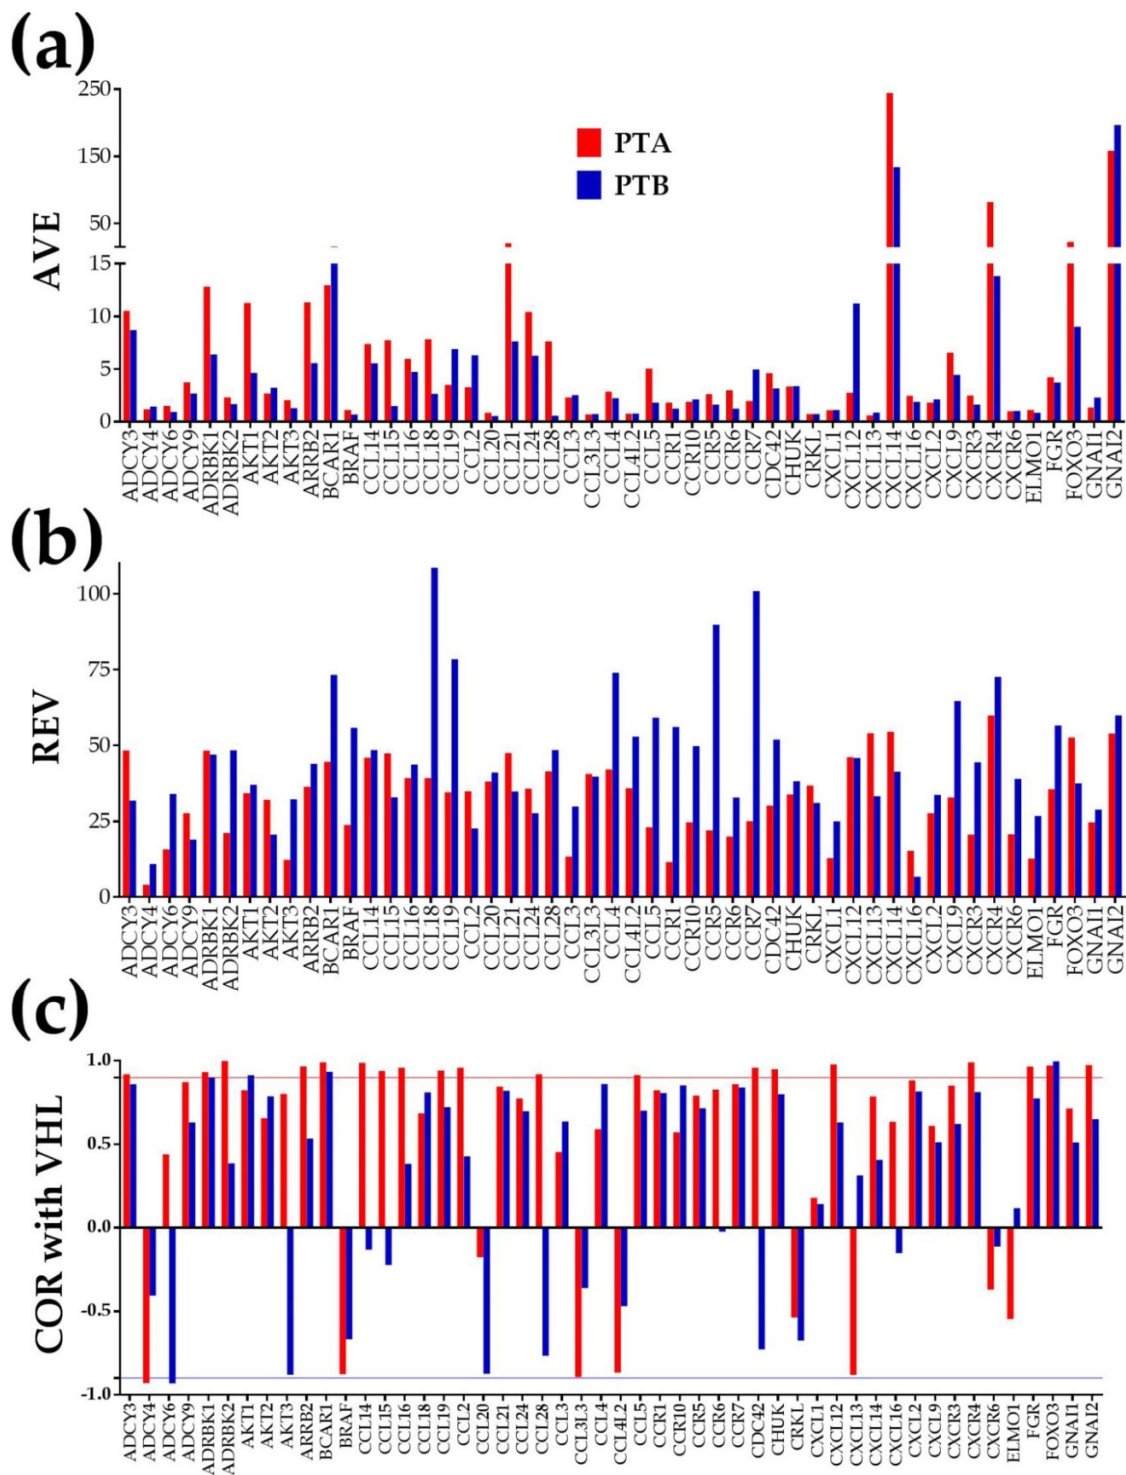 (a)
AVE
250
150
50
15
10
5
0
PTA
PTB
ADCY3
ADCY4
ADCY6
ADCY9
ADRBK1
ADRBK2
AKT1
AKT2
AKT3
ARRB2
BCAR1
BRAF
CCL14
CCL15
CCL16
CCL18
CCL19
CCL2
CCL20
CCL21
CCL24
CCL28
CCL3
CCL3L3
CCL4
CCL4L2
CCL5
CCR1
CCR10
CCR5
CCR6
CCR7
CDC42
CHUK
CRKL
CXCL1
CXCL12
CXCL13
CXCL14
CXCL16
CXCL2
CXCL9
CXCR3
CXCR4
CXCR6
ELMO1
FGR
FOXO3
GNAI1
GNAI2
(b)
REV
100
75
50
25
0
ADCY3
ADCY4
ADCY6
ADCY9
ADRBK1
ADRBK2
AKT1
AKT2
AKT3
ARRB2
BCAR1
BRAF
CCL14
CCL15
CCL16
CCL18
CCL19
CCL2
CCL20
CCL21
CCL24
CCL28
CCL3
CCL3L3
CCL4
CCL4L2
CCL5
CCR1
CCR10
CCR5
CCR6
CCR7
CDC42
CHUK
CRKL
CXCL1
CXCL12
CXCL13
CXCL14
CXCL16
CXCL2
CXCL9
CXCR3
CXCR4
CXCR6
ELMO1
FGR
FOXO3
GNAI1
GNAI2
(c)
COR with VHL
1.0
0.5
0.0
-0.5
-1.0
ADCY3
ADCY4
ADCY6
ADCY9
ADRBK1
ADRBK2
AKT1
AKT2
AKT3
ARRB2
BCAR1
BRAF
CCL14
CCL15
CCL16
CCL18
CCL19
CCL2
CCL20
CCL21
CCL24
CCL28
CCL3
CCL3L3
CCL4
CCL4L2
CCL5
CCR1
CCR10
CCR5
CCR6
CCR7
CDC42
CHUK
CRKL
CXCL1
CXCL12
CXCL13
CXCL14
CXCL16
CXCL2
CXCL9
CXCR3
CXCR4
CXCR6
ELMO1
FGR
FOXO3
GNAI1
GNAI2